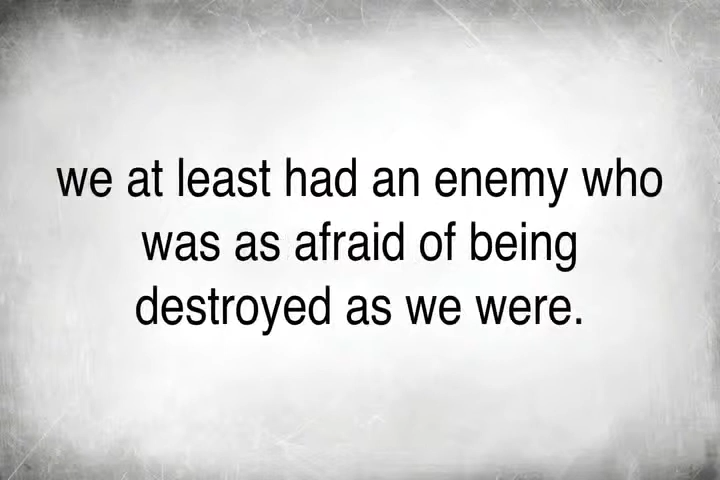 we at least had an enemy who
was as afraid of being
destroyed as we were.